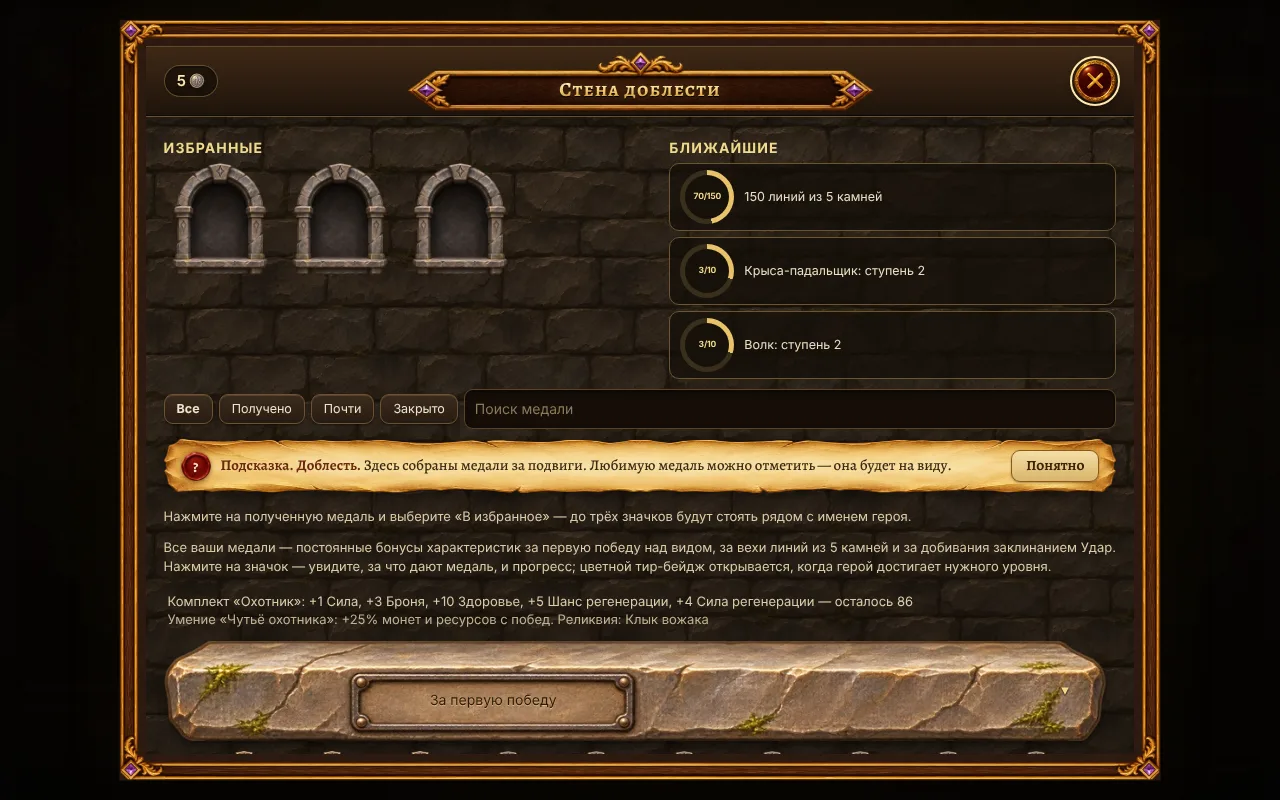 5
Стена доблести
ИЗБРАННЫЕ
БЛИЖАЙШИЕ
70/150
150 линий из 5 камней
3/10
Крыса-падальщик: ступень 2
3/10
Волк: ступень 2
Все
Получено
Почти
Закрыто
Поиск медали
?
Подсказка. Доблесть. Здесь собраны медали за подвиги. Любимую медаль можно отметить — она будет на виду.
Понятно
Нажмите на полученную медаль и выберите «В избранное» — до трёх значков будут стоять рядом с именем героя.
Все ваши медали — постоянные бонусы характеристик за первую победу над видом, за вехи линий из 5 камней и за добивания заклинанием Удар.
Нажмите на значок — увидите, за что дают медаль, и прогресс; цветной тир-бейдж открывается, когда герой достигает нужного уровня.
Комплект «Охотник»: +1 Сила, +3 Броня, +10 Здоровье, +5 Шанс регенерации, +4 Сила регенерации — осталось 86
Умение «Чутьё охотника»: +25% монет и ресурсов с побед. Реликвия: Клык вожака
За первую победу